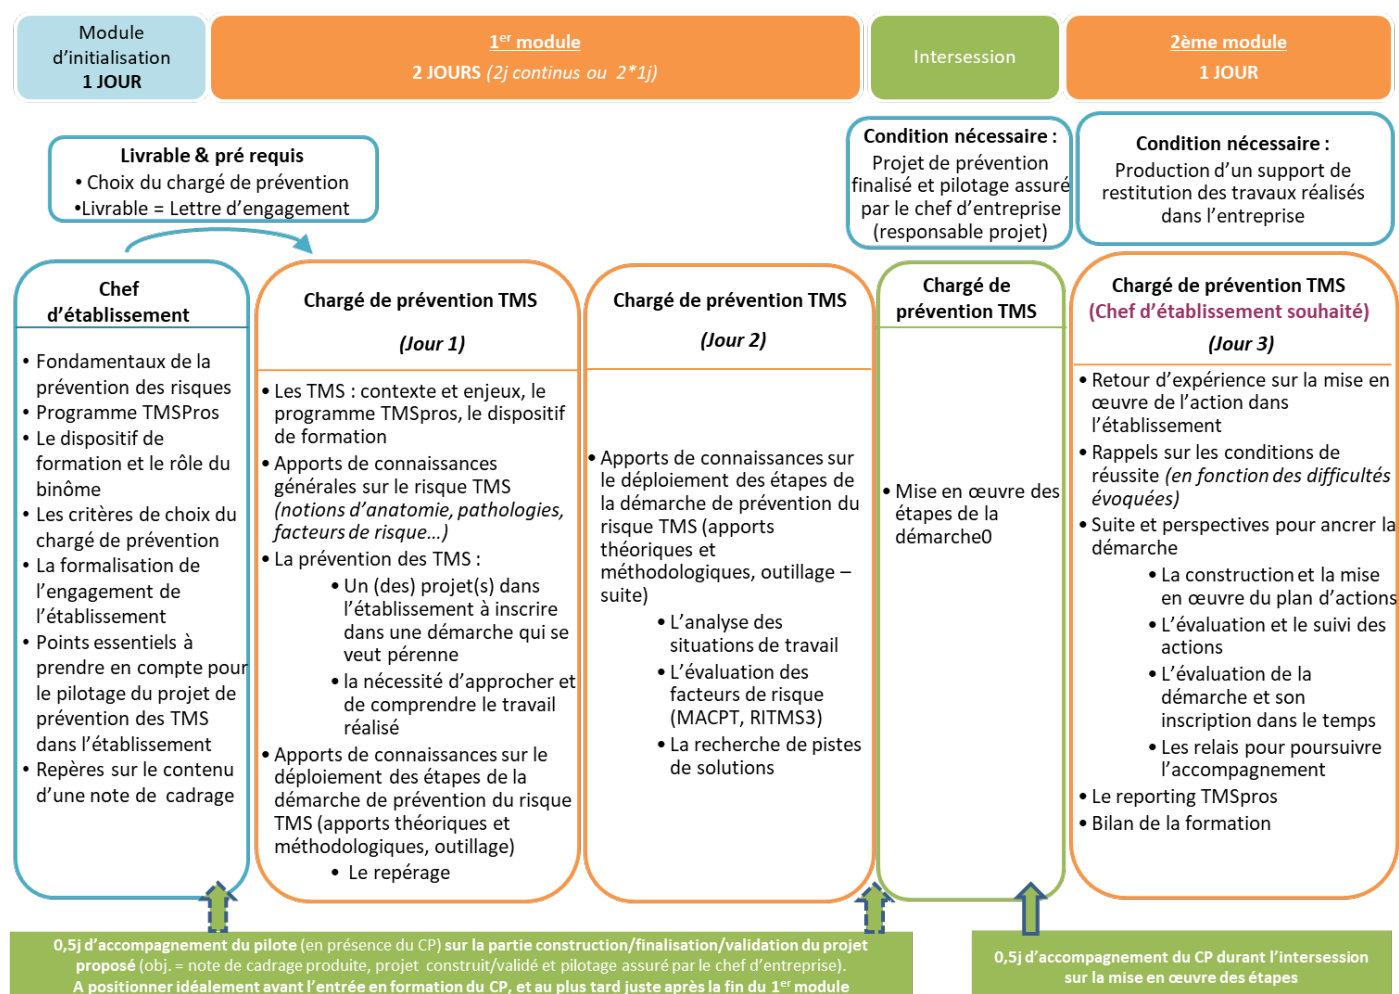 Module
d’initialisation
1 JOUR
1er module
2 JOURS (2j continus ou 2*1j)
Intersession
2ème module
1 JOUR
Livrable & pré requis
• Choix du chargé de prévention
•Livrable = Lettre d’engagement
Condition nécessaire :
Projet de prévention
finalisé et pilotage assuré
par le chef d’entreprise
(responsable projet)
Condition nécessaire :
Production d’un support de
restitution des travaux réalisés
dans l’entreprise
Chef
d’établissement
• Fondamentaux de la
prévention des risques
• Programme TMSPros
• Le dispositif de
formation et le rôle du
binôme
• Les critères de choix du
chargé de prévention
• La formalisation de
l’engagement de
l’établissement
• Points essentiels à
prendre en compte pour
le pilotage du projet de
prévention des TMS
dans l’établissement
• Repères sur le contenu
d’une note de cadrage
Chargé de prévention TMS
(Jour 1)
• Les TMS : contexte et enjeux, le
programme TMSpros, le dispositif
de formation
• Apports de connaissances
générales sur le risque TMS
(notions d’anatomie, pathologies,
facteurs de risque…)
• La prévention des TMS :
• Un (des) projet(s) dans
l’établissement à inscrire
dans une démarche qui se
veut pérenne
• la nécessité d’approcher et
de comprendre le travail
réalisé
• Apports de connaissances sur le
déploiement des étapes de la
démarche de prévention du risque
TMS (apports théoriques et
méthodologiques, outillage)
• Le repérage
Chargé de prévention TMS
(Jour 2)
• Apports de connaissances sur
le déploiement des étapes de
la démarche de prévention du
risque TMS (apports
théoriques et
méthodologiques, outillage –
suite)
• L’analyse des
situations de travail
• L’évaluation des
facteurs de risque
(MACPT, RITMS3)
• La recherche de pistes
de solutions
Chargé de
prévention TMS
• Mise en œuvre des
étapes de la
démarche0
Chargé de prévention TMS
(Chef d’établissement souhaité)
(Jour 3)
• Retour d’expérience sur la mise en
œuvre de l’action dans
l’établissement
• Rappels sur les conditions de
réussite (en fonction des difficultés
évoquées)
• Suite et perspectives pour ancrer la
démarche
• La construction et la mise
en œuvre du plan d’actions
• L’évaluation et le suivi des
actions
• L’évaluation de la
démarche et son
inscription dans le temps
• Les relais pour poursuivre
l’accompagnement
• Le reporting TMSpros
• Bilan de la formation
0,5j d’accompagnement du pilote (en présence du CP) sur la partie construction/finalisation/validation du projet
proposé (obj. = note de cadrage produite, projet construit/validé et pilotage assuré par le chef d’entreprise).
A positionner idéalement avant l’entrée en formation du CP, et au plus tard juste après la fin du 1er module
0,5j d’accompagnement du CP durant l’intersession
sur la mise en œuvre des étapes